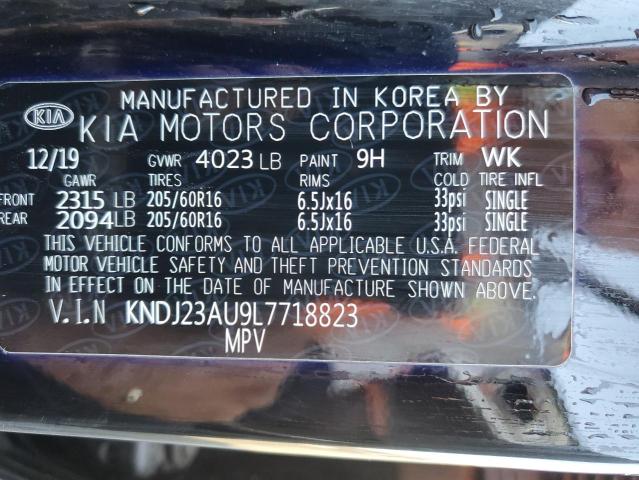 MANUFACTURED IN KOREA BY
KIA KIA MOTORS CORPORATION
12/19 GVWR 4023 LB PAINT 9H TRIM WK
GAWR TIRES RIMS COLD TIRE INFL
FRONT 2315 LB 205/60R16 6.5Jx16 33psi SINGLE
REAR 2094 LB 205/60R16 6.5Jx16 33psi SINGLE
THIS VEHICLE CONFORMS TO ALL APPLICABLE U.S.A. FEDERAL
MOTOR VEHICLE SAFETY AND THEFT PREVENTION STANDARDS
IN EFFECT ON THE DATE OF MANUFACTURE SHOWN ABOVE.
V.I.N KNDJ23AU9L7718823
MPV